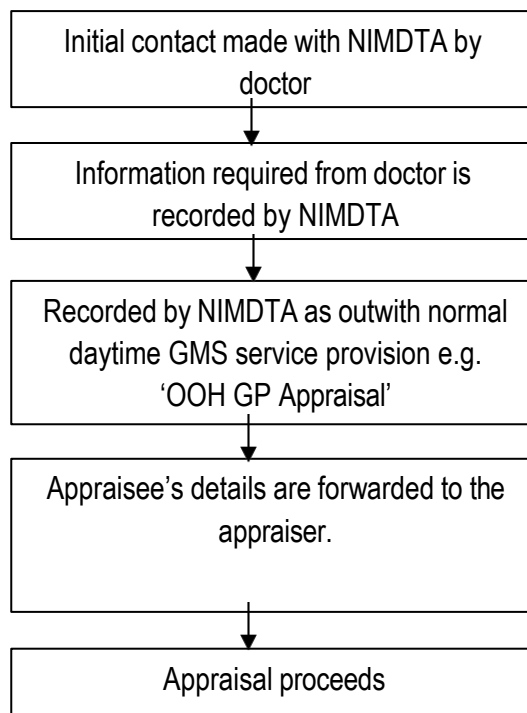 Initial contact made with NIMDTA by
doctor
Information required from doctor is
recorded by NIMDTA
Recorded by NIMDTA as outwith normal
daytime GMS service provision e.g.
‘OOH GP Appraisal’
Appraisee’s details are forwarded to the
appraiser.
Appraisal proceeds